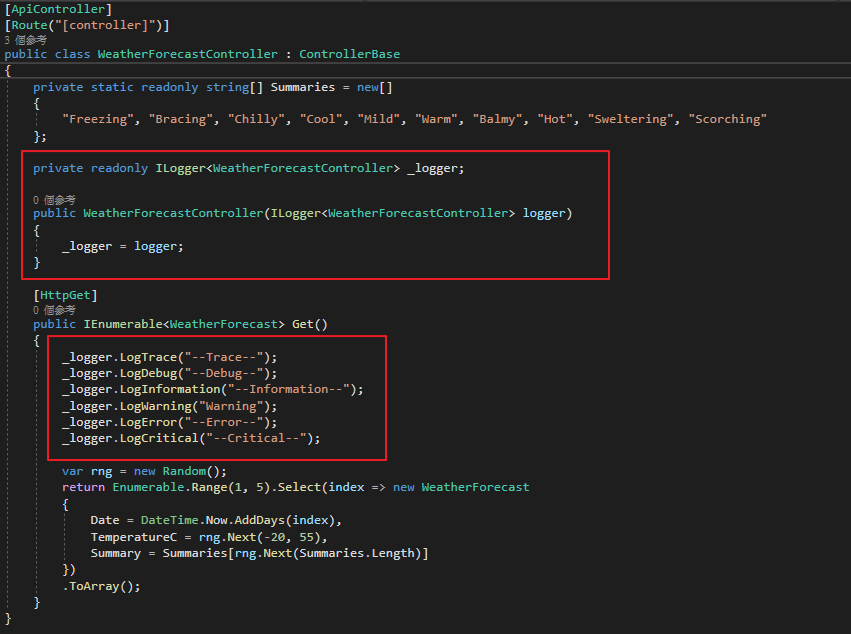 [ApiController]
[Route("[controller]")]
3 個參考
public class WeatherForecastController : ControllerBase
{
private static readonly string[] Summaries = new[]
{
"Freezing", "Bracing", "Chilly", "Cool", "Mild", "Warm", "Balmy", "Hot", "Sweltering", "Scorching"
};
private readonly ILogger<WeatherForecastController> _logger;
0 個參考
public WeatherForecastController(ILogger<WeatherForecastController> logger)
{
_logger = logger;
}
[HttpGet]
0 個參考
public IEnumerable<WeatherForecast> Get()
{
_logger.LogTrace("--Trace--");
_logger.LogDebug("--Debug--");
_logger.LogInformation("--Information--");
_logger.LogWarning("Warning");
_logger.LogError("--Error--");
_logger.LogCritical("--Critical--");
var rng = new Random();
return Enumerable.Range(1, 5).Select(index => new WeatherForecast
{
Date = DateTime.Now.AddDays(index),
TemperatureC = rng.Next(-20, 55),
Summary = Summaries[rng.Next(Summaries.Length)]
})
.ToArray();
}
}